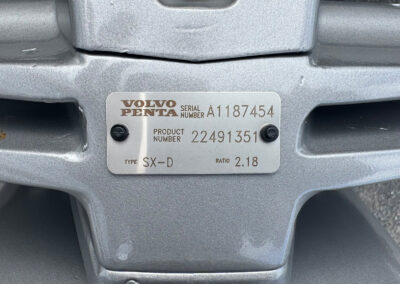 VOLVO PENTA SERIAL NUMBER A1187454
PRODUCT NUMBER 22491351
TYPE SX-D RATIO 2.18